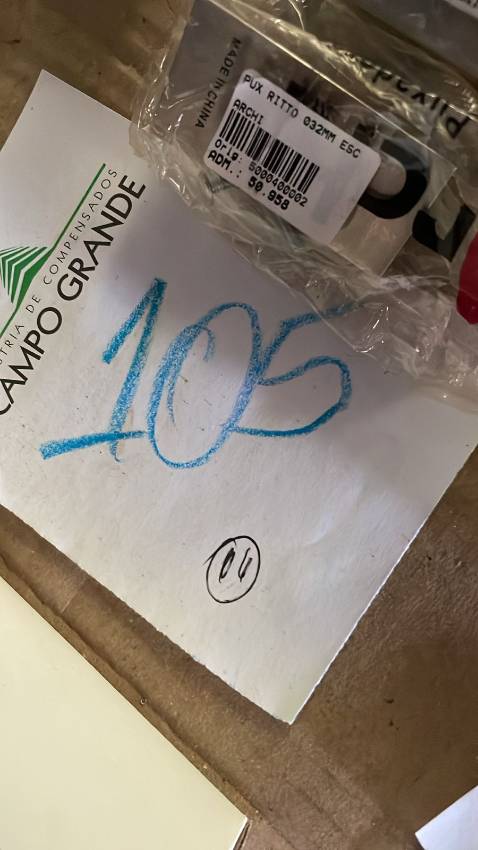 Puxado
MADE IN CHINA
PUX RITTO 032MM ESC
ARCHI
Orig: 5000400002
ADM.: 50.958
STRIA DE COMPENSADOS
CAMPO GRANDE
105